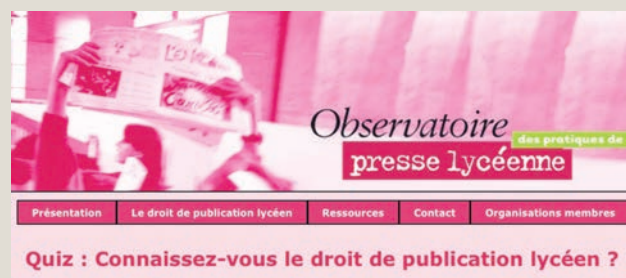 Observatoire
des pratiques de
presse lycéenne
Présentation Le droit de publication lycéen Ressources Contact Organisations membres
Quiz : Connaissez-vous le droit de publication lycéen ?